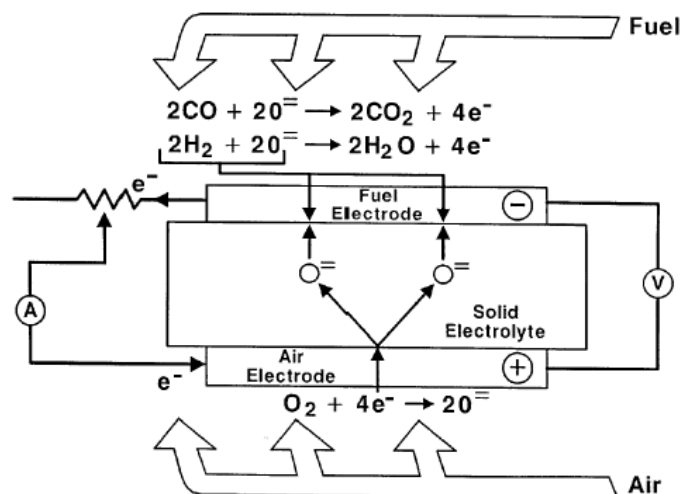 Fuel
2CO + 2O⁼ → 2CO₂ + 4e⁻
2H₂ + 2O⁼ → 2H₂O + 4e⁻
e⁻
Fuel
Electrode
−
O⁼
O⁼
A
V
Solid
Electrolyte
Air
Electrode
+
e⁻
O₂ + 4e⁻ → 2O⁼
Air